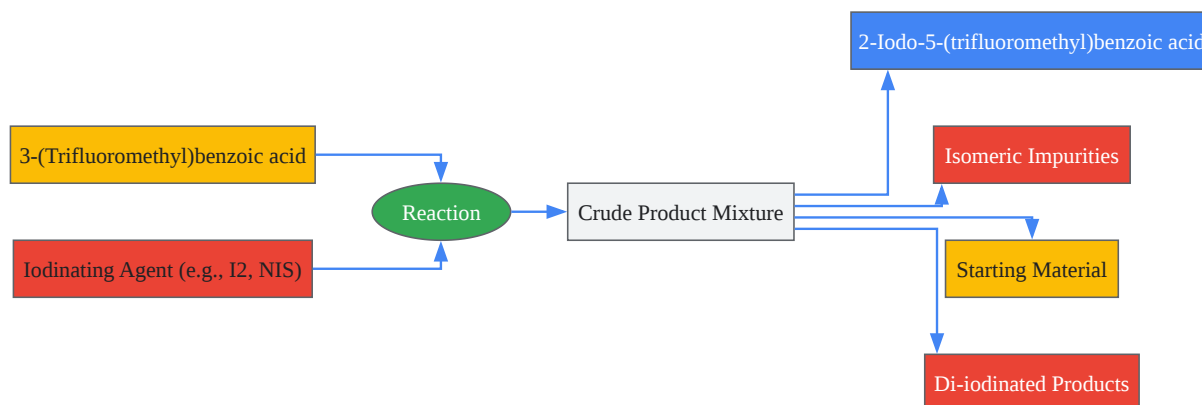 2-Iodo-5-(trifluoromethyl)benzoic acid
3-(Trifluoromethyl)benzoic acid
Isomeric Impurities
Reaction
Crude Product Mixture
Iodinating Agent (e.g., I2, NIS)
Starting Material
Di-iodinated Products